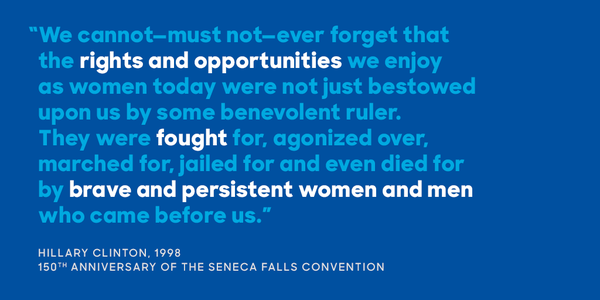 “We cannot—must not—ever forget that
the rights and opportunities we enjoy
as women today were not just bestowed
upon us by some benevolent ruler.
They were fought for, agonized over,
marched for, jailed for and even died for
by brave and persistent women and men
who came before us.”
HILLARY CLINTON, 1998
150TH ANNIVERSARY OF THE SENECA FALLS CONVENTION